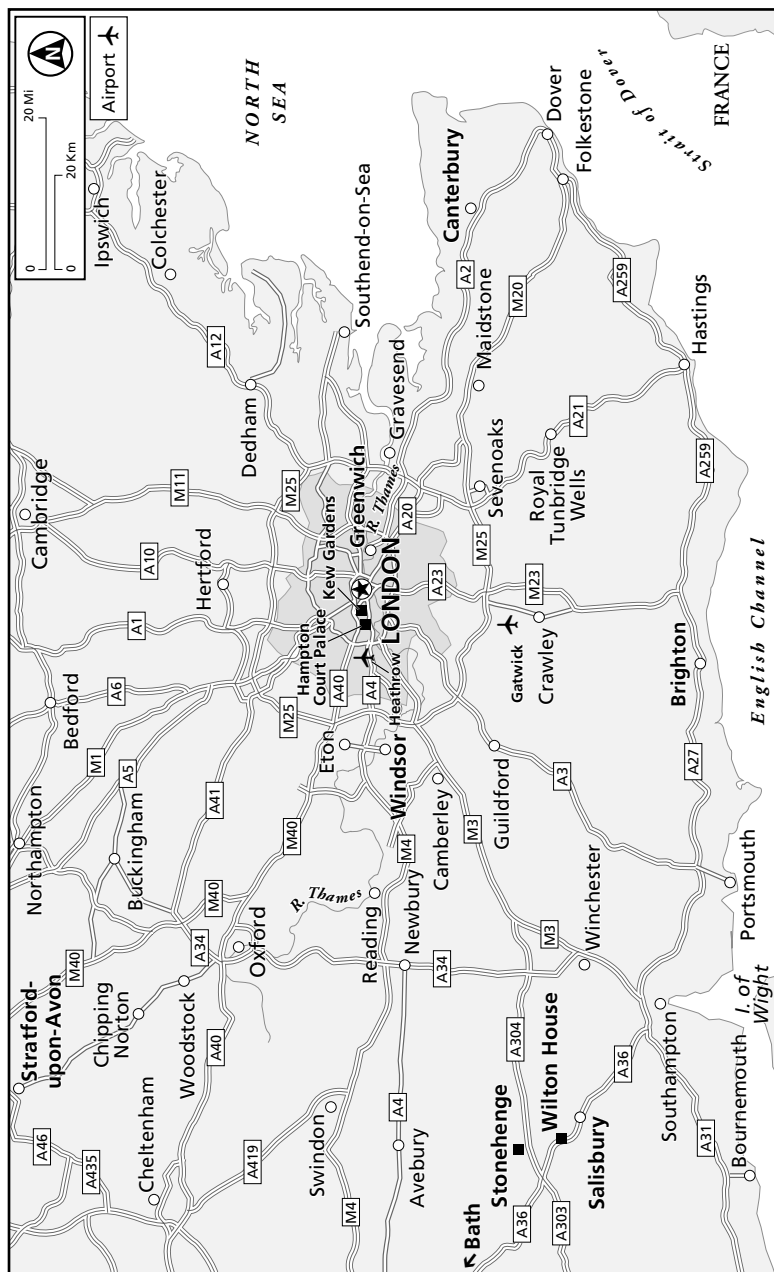 0
20 Mi
0
20 Km
N
Airport
NORTH
SEA
Strait of Dover
FRANCE
English Channel
Stratford-
upon-Avon
Northampton
Bedford
Cambridge
Ipswich
A46
M40
A5
M1
A6
A1
A10
M11
A12
Colchester
A435
Chipping
Norton
Buckingham
Cheltenham
Woodstock
A34
M40
A41
Hertford
Dedham
A40
Oxford
A419
M40
M25
M25
R. Thames
Eton
Hampton
Court Palace
Kew Gardens
A40
Greenwich
Southend-on-Sea
Swindon
M4
Reading
Windsor
A4
Heathrow
LONDON
R. Thames
Gravesend
M4
Avebury
A4
Newbury
A20
A34
Camberley
A23
A2
Canterbury
Bath
M3
M25
Sevenoaks
Maidstone
M20
Guildford
Gatwick
Crawley
M23
Dover
Folkestone
Stonehenge
A304
A36
Wilton House
A303
Salisbury
M3
Winchester
A3
Royal
Tunbridge
Wells
A21
A259
A36
Southampton
A31
Bournemouth
A27
Brighton
A259
Hastings
Portsmouth
I. of
Wight